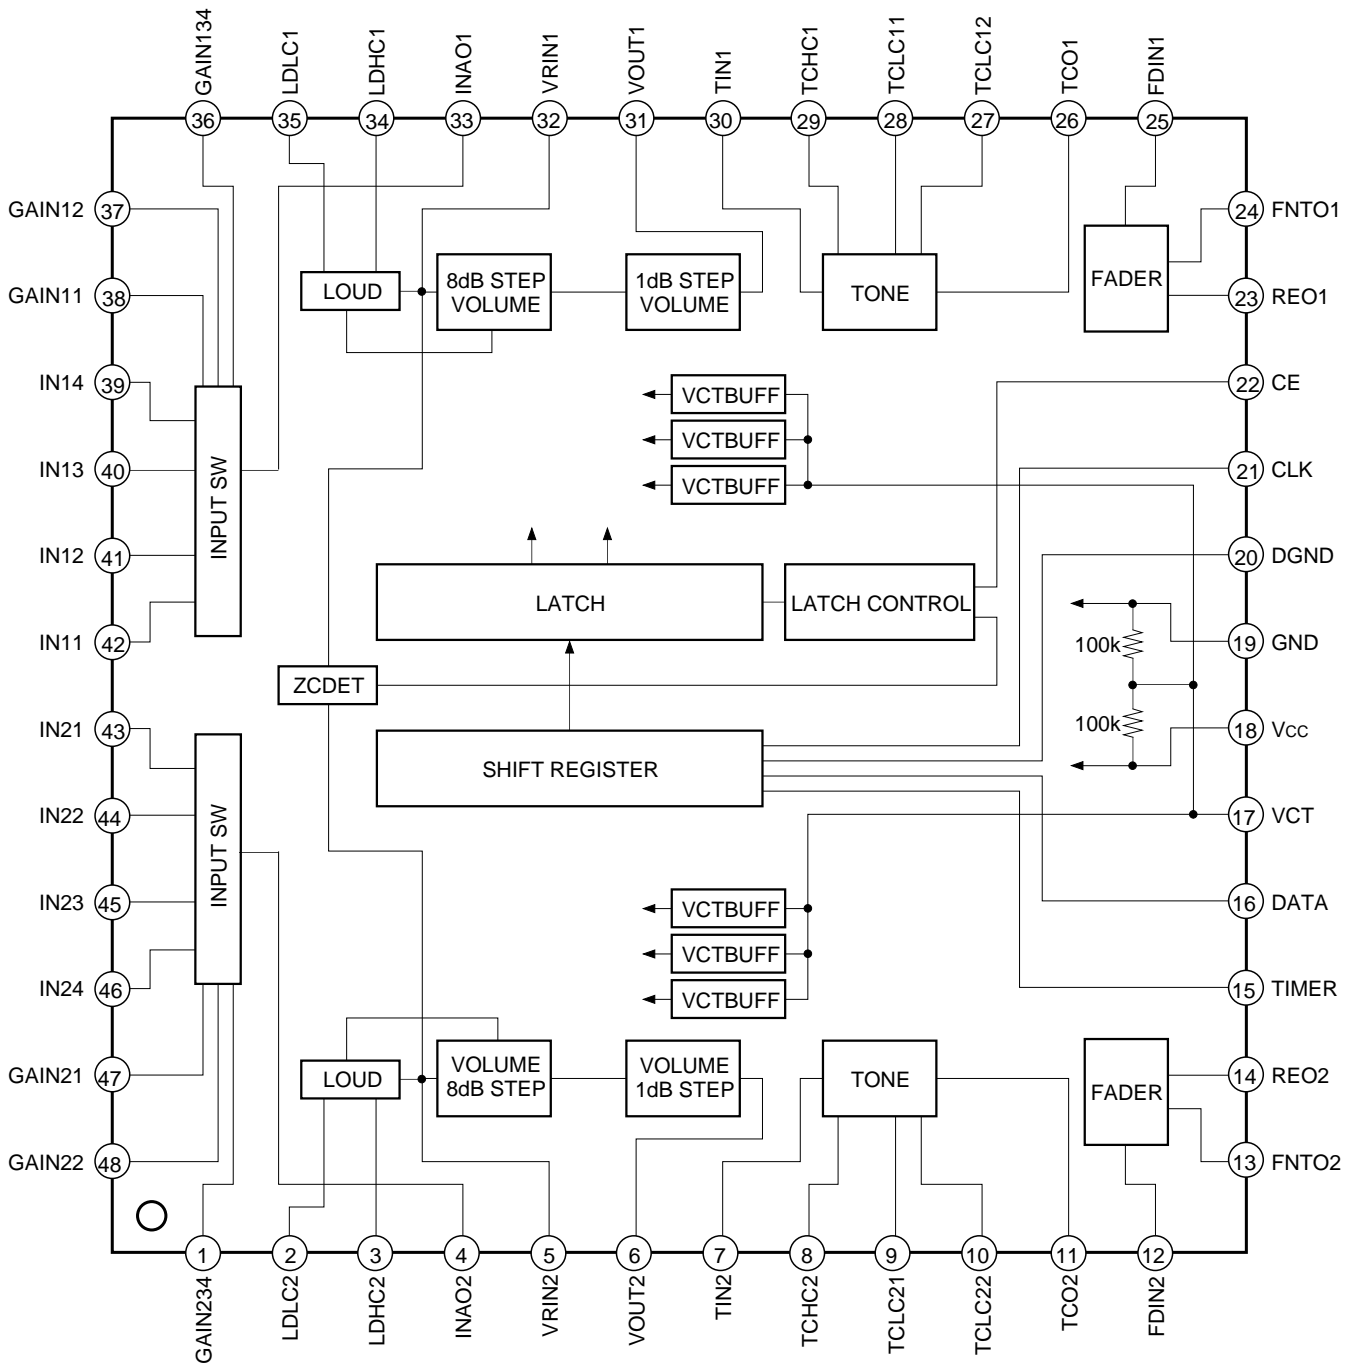 GAIN134
LDLC1
LDHC1
INAO1
VRIN1
VOUT1
TIN1
TCHC1
TCLC11
TCLC12
TCO1
FDIN1
36
35
34
33
32
31
30
29
28
27
26
25
GAIN12
37
24
FNTO1
GAIN11
38
LOUD
8dB STEP
VOLUME
1dB STEP
VOLUME
TONE
FADER
23
REO1
IN14
39
VCTBUFF
22
CE
VCTBUFF
IN13
40
VCTBUFF
21
CLK
INPUT SW
IN12
41
20
DGND
LATCH
LATCH CONTROL
IN11
42
100k
19
GND
ZCDET
IN21
43
100k
18
Vcc
SHIFT REGISTER
IN22
44
17
VCT
INPUT SW
IN23
45
VCTBUFF
16
DATA
VCTBUFF
IN24
46
VCTBUFF
15
TIMER
GAIN21
47
LOUD
VOLUME
8dB STEP
VOLUME
1dB STEP
TONE
FADER
14
REO2
GAIN22
48
13
FNTO2
1
2
3
4
5
6
7
8
9
10
11
12
GAIN234
LDLC2
LDHC2
INAO2
VRIN2
VOUT2
TIN2
TCHC2
TCLC21
TCLC22
TCO2
FDIN2